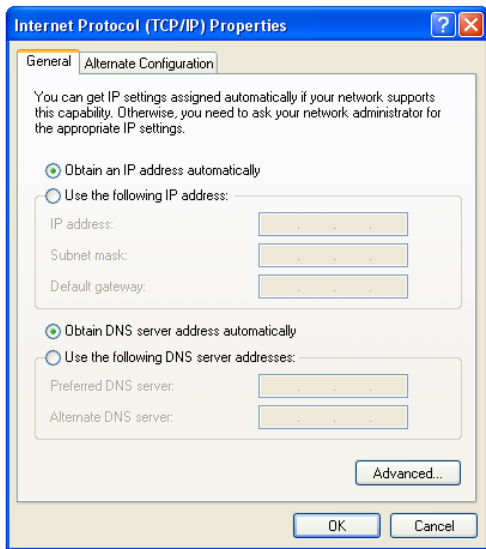 Internet Protocol (TCP/IP) Properties
General
Alternate Configuration
You can get IP settings assigned automatically if your network supports
this capability. Otherwise, you need to ask your network administrator for
the appropriate IP settings.
Obtain an IP address automatically
Use the following IP address:
IP address:
Subnet mask:
Default gateway:
Obtain DNS server address automatically
Use the following DNS server addresses:
Preferred DNS server:
Alternate DNS server:
Advanced...
OK
Cancel